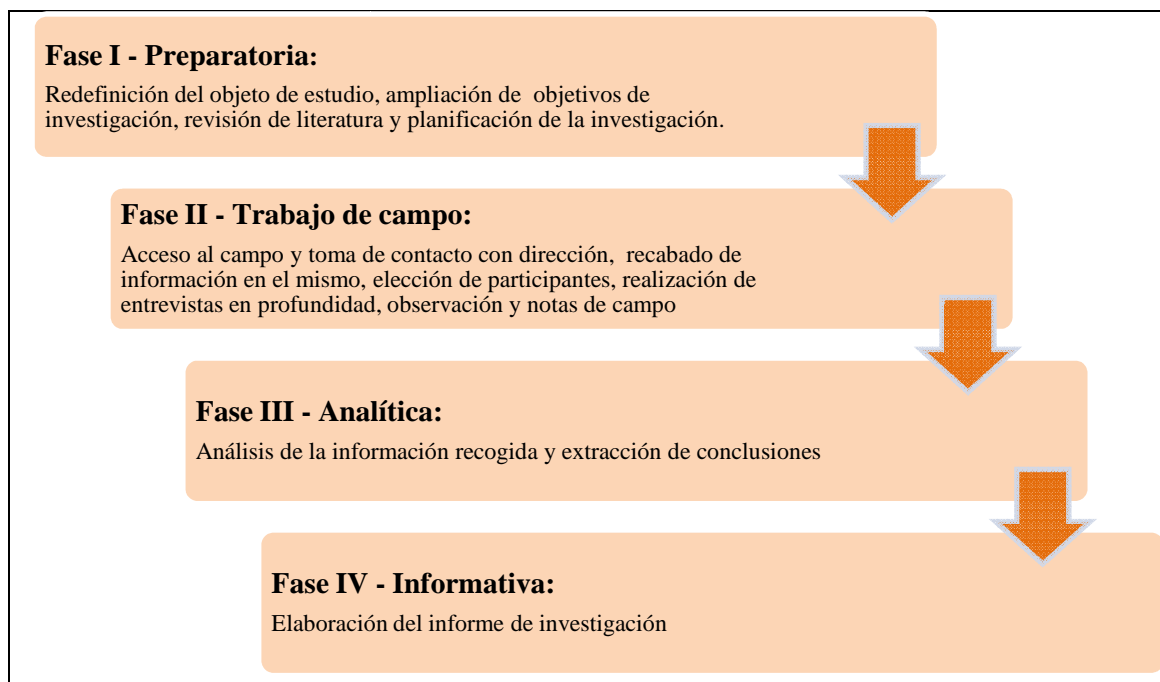 Fase I - Preparatoria:
Redefinición del objeto de estudio, ampliación de objetivos de
investigación, revisión de literatura y planificación de la investigación.
Fase II - Trabajo de campo:
Acceso al campo y toma de contacto con dirección, recabado de
información en el mismo, elección de participantes, realización de
entrevistas en profundidad, observación y notas de campo
Fase III - Analítica:
Análisis de la información recogida y extracción de conclusiones
Fase IV - Informativa:
Elaboración del informe de investigación